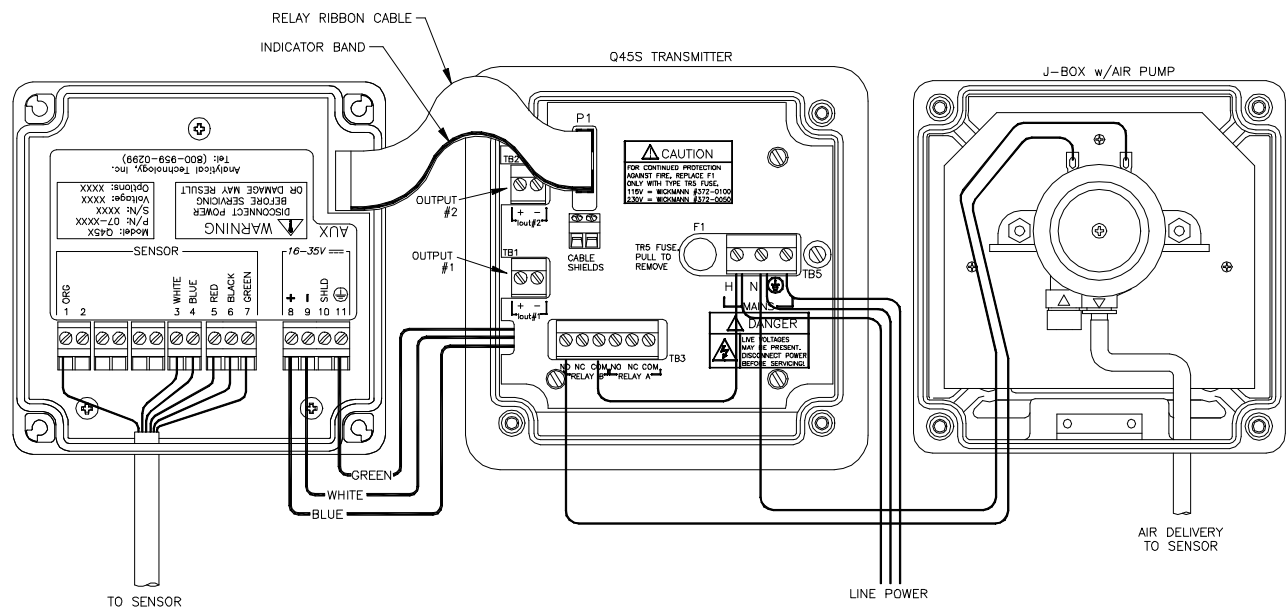 RELAY RIBBON CABLE
INDICATOR BAND
Q45S TRANSMITTER
J-BOX w/AIR PUMP
Analytical Technology, Inc.
Tel: (800-959-0299)
Model: Q45X
P/N: 07-XXXX
S/N: XXXX
Voltage: XXXX
Options: XXXX
WARNING
DISCONNECT POWER
BEFORE SERVICING
OR DAMAGE MAY RESULT
AUX
SENSOR
16-35V
ORG
WHITE
BLUE
RED
BLACK
GREEN
+
-
SHLD
1 2 3 4 5 6 7 8 9 10 11
GREEN
WHITE
BLUE
TO SENSOR
P1
TB2
OUTPUT
#2
+ -
Iout#2
TB1
OUTPUT
#1
+ -
Iout#1
CABLE
SHIELDS
CAUTION
FOR CONTINUED PROTECTION
AGAINST FIRE, REPLACE F1
ONLY WITH TYPE TR5 FUSE,
115V = WICKMANN #372-0100
230V = WICKMANN #372-0050
F1
TR5 FUSE,
PULL TO
REMOVE
TB5
H N
MAINS
DANGER
LIVE VOLTAGES
MAY BE PRESENT.
DISCONNECT POWER
BEFORE SERVICING!
TB3
NO NC COM NO NC COM
RELAY B RELAY A
LINE POWER
AIR DELIVERY
TO SENSOR